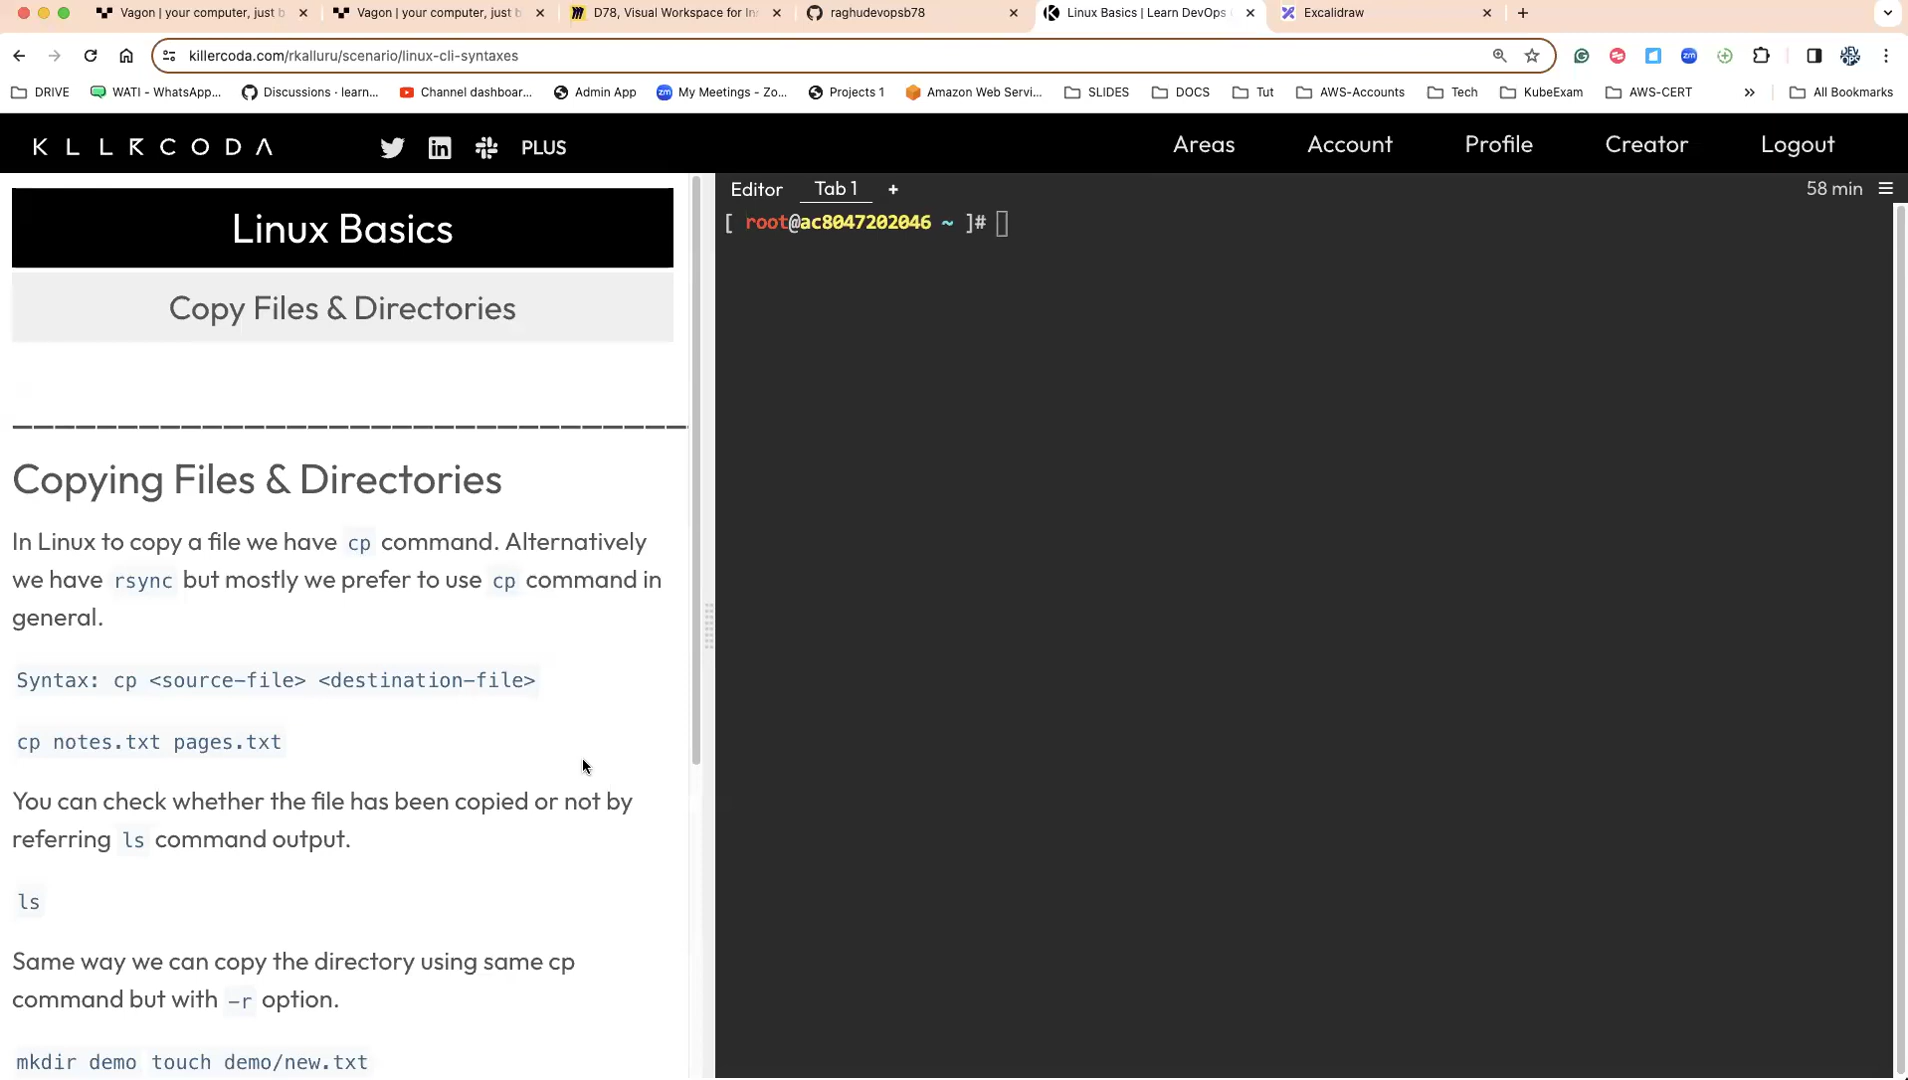 Vagon | your computer, just b
Vagon | your computer, just b
D78, Visual Workspace for Inn
raghudevopsb78
Linux Basics | Learn DevOps
Excalidraw
killercoda.com/rkalluru/scenario/linux-cli-syntaxes
DRIVE
WATI - WhatsApp...
Discussions · learn...
Channel dashboar...
Admin App
My Meetings - Zo...
Projects 1
Amazon Web Servi...
SLIDES
DOCS
Tut
AWS-Accounts
Tech
KubeExam
AWS-CERT
»
All Bookmarks
KLLRCODA
PLUS
Areas
Account
Profile
Creator
Logout
Linux Basics
Copy Files & Directories
Copying Files & Directories
In Linux to copy a file we have cp command. Alternatively
we have rsync but mostly we prefer to use cp command in
general.
Syntax: cp <source-file> <destination-file>
cp notes.txt pages.txt
You can check whether the file has been copied or not by
referring ls command output.
ls
Same way we can copy the directory using same cp
command but with -r option.
mkdir demo touch demo/new.txt
Editor
Tab 1
+
58 min
[ root@ac8047202046 ~ ]#